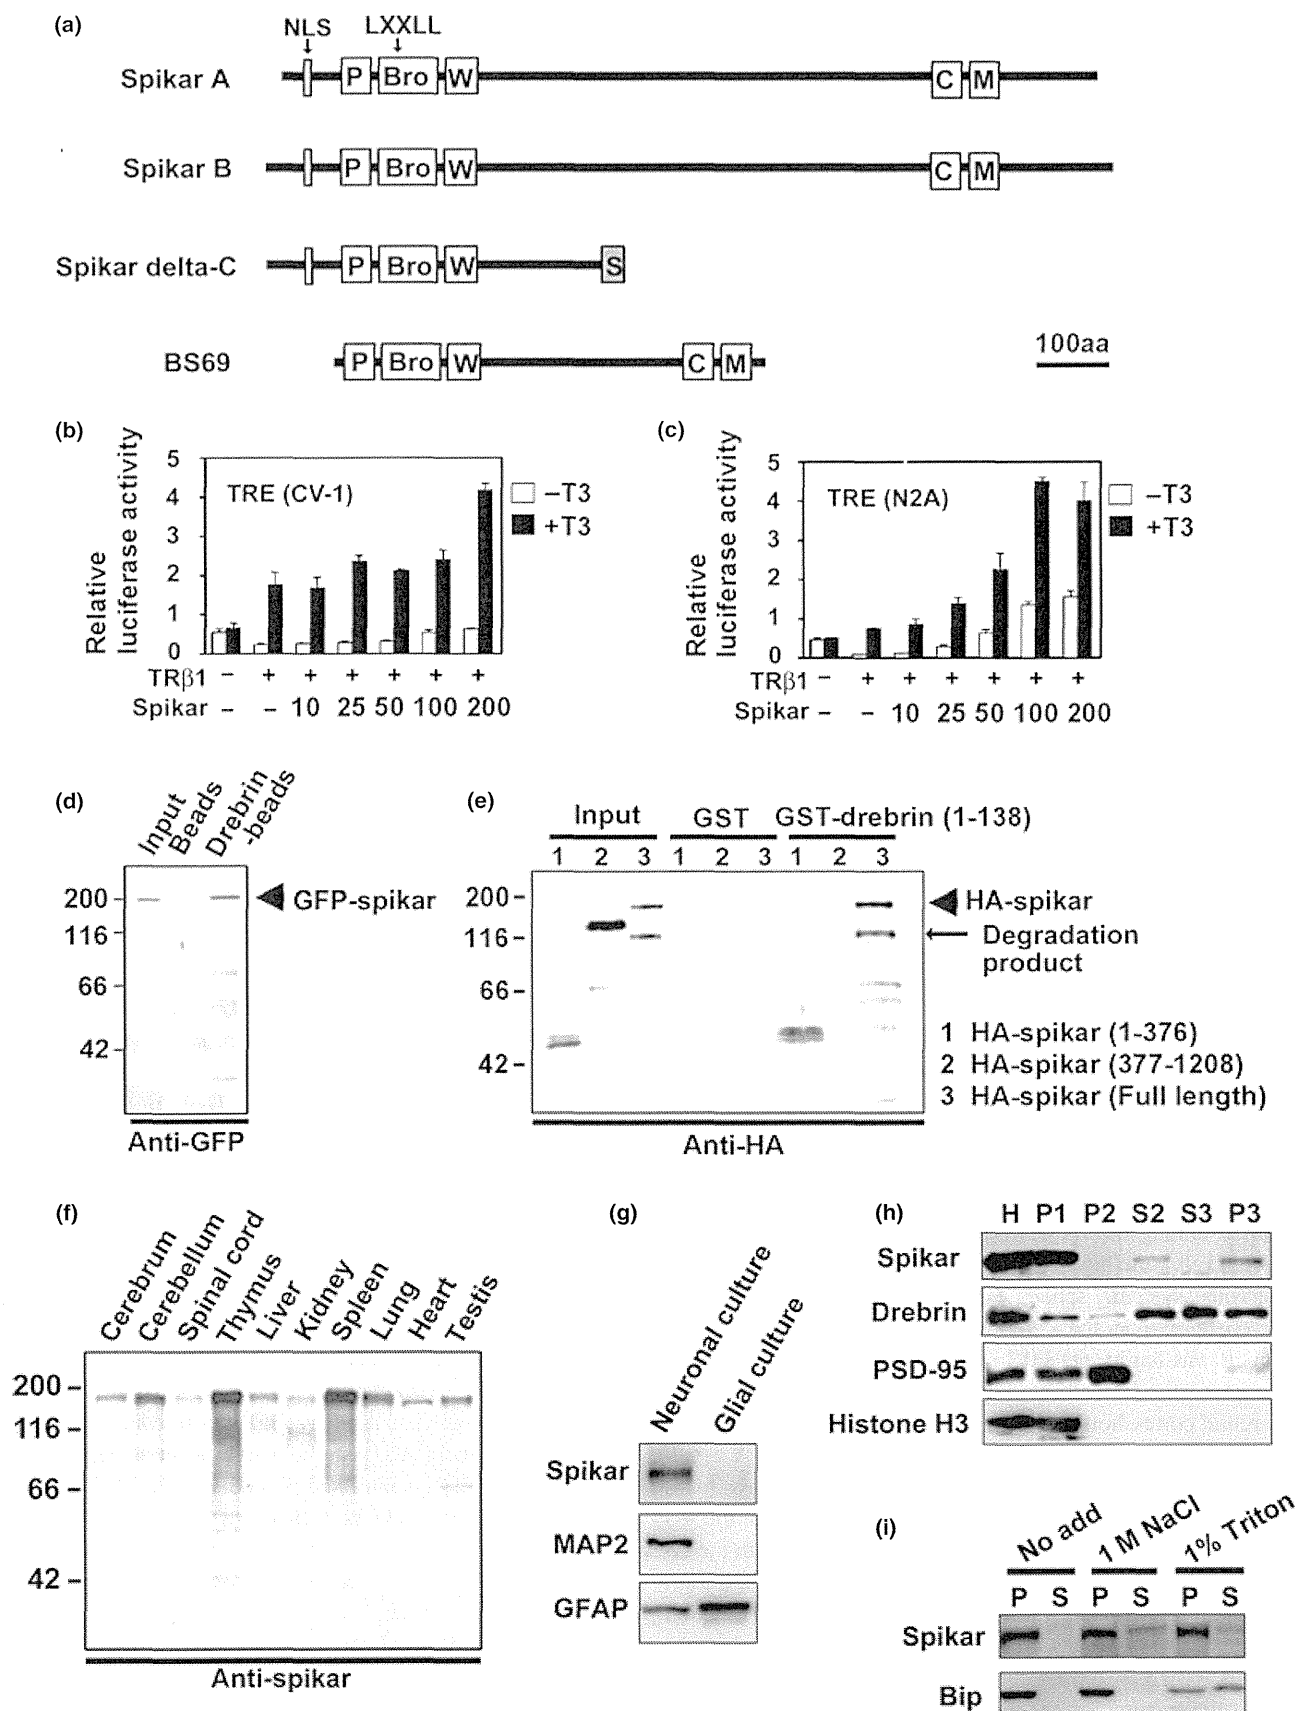 (a)
NLS LXXLL
Spikar A P Bro W C M
Spikar B P Bro W C M
Spikar delta-C P Bro W S
BS69 P Bro W C M
100aa
(b)
Relative luciferase activity
5
4
3
2
1
0
TRE (CV-1)
–T3
+T3
TRβ1 – + + + + + +
Spikar – – 10 25 50 100 200
(c)
Relative luciferase activity
5
4
3
2
1
0
TRE (N2A)
–T3
+T3
TRβ1 – + + + + + +
Spikar – – 10 25 50 100 200
(d)
Input
Beads
Drebrin
-beads
200
116
66
42
GFP-spikar
Anti-GFP
(e)
Input GST GST-drebrin (1-138)
1 2 3 1 2 3 1 2 3
200
116
66
42
HA-spikar
Degradation
product
1 HA-spikar (1-376)
2 HA-spikar (377-1208)
3 HA-spikar (Full length)
Anti-HA
(f)
Cerebrum
Cerebellum
Spinal cord
Thymus
Liver
Kidney
Spleen
Lung
Heart
Testis
200
116
66
42
Anti-spikar
(g)
Neuronal culture
Glial culture
Spikar
MAP2
GFAP
(h)
H P1 P2 S2 S3 P3
Spikar
Drebrin
PSD-95
Histone H3
(i)
No add 1 M NaCl 1% Triton
P S P S P S
Spikar
Bip